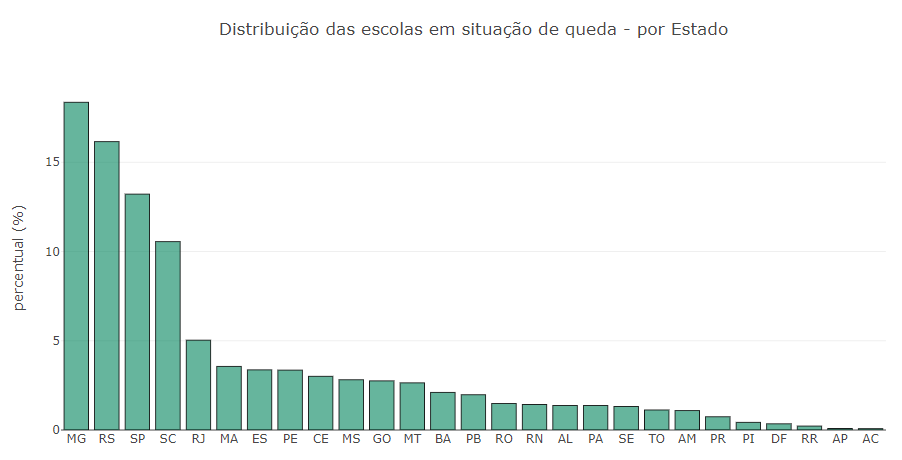 Distribuição das escolas em situação de queda - por Estado
percentual (%)
15
10
5
0
MG RS SP SC RJ MA ES PE CE MS GO MT BA PB RO RN AL PA SE TO AM PR PI DF RR AP AC